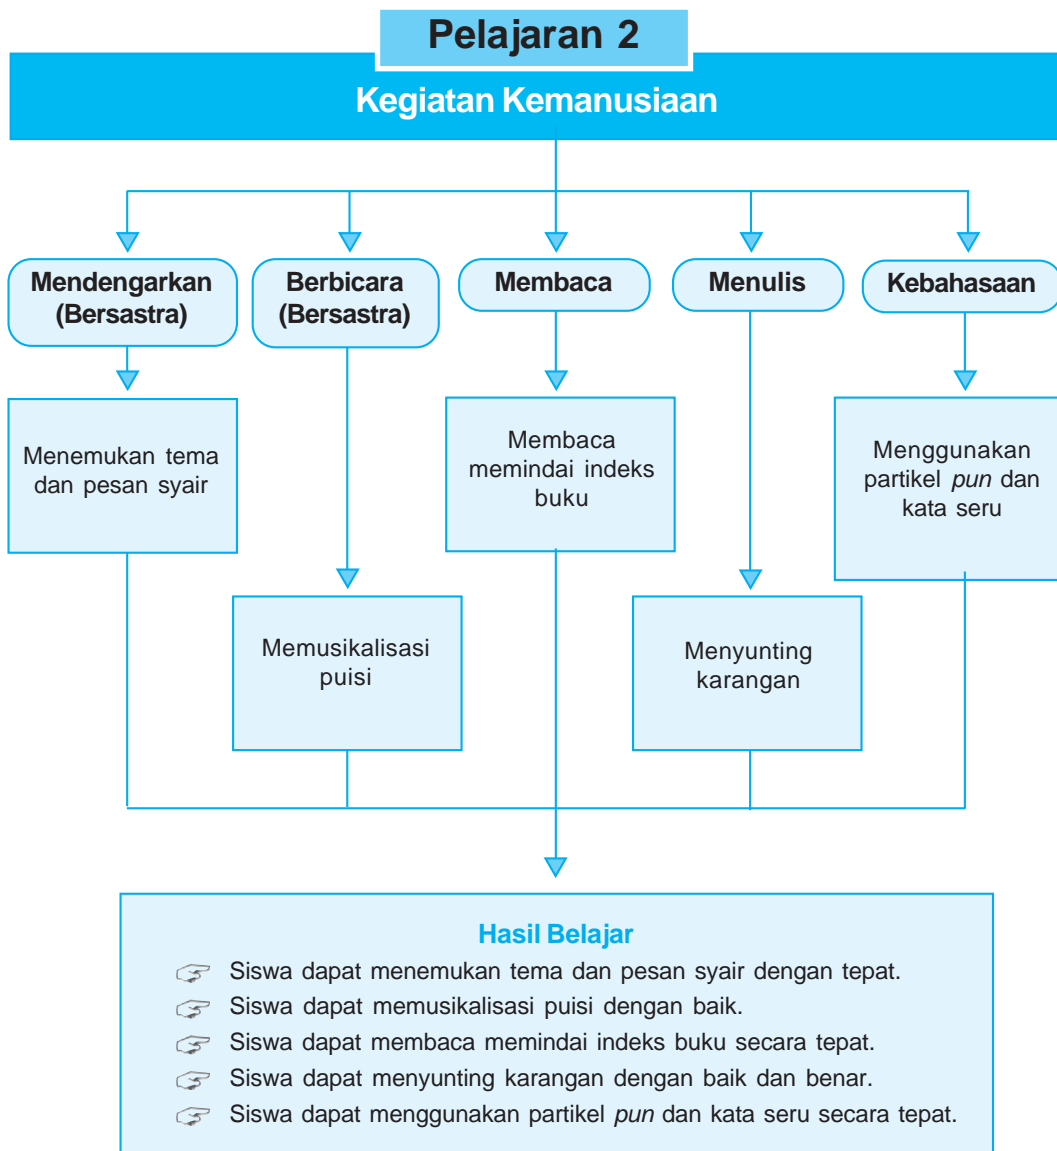 Pelajaran 2
Kegiatan Kemanusiaan
Mendengarkan
(Bersastra)
Berbicara
(Bersastra)
Membaca
Menulis
Kebahasaan
Menemukan tema
dan pesan syair
Membaca
memindai indeks
buku
Menggunakan
partikel pun dan
kata seru
Memusikalisasi
puisi
Menyunting
karangan
Hasil Belajar
Siswa dapat menemukan tema dan pesan syair dengan tepat.
Siswa dapat memusikalisasi puisi dengan baik.
Siswa dapat membaca memindai indeks buku secara tepat.
Siswa dapat menyunting karangan dengan baik dan benar.
Siswa dapat menggunakan partikel pun dan kata seru secara tepat.